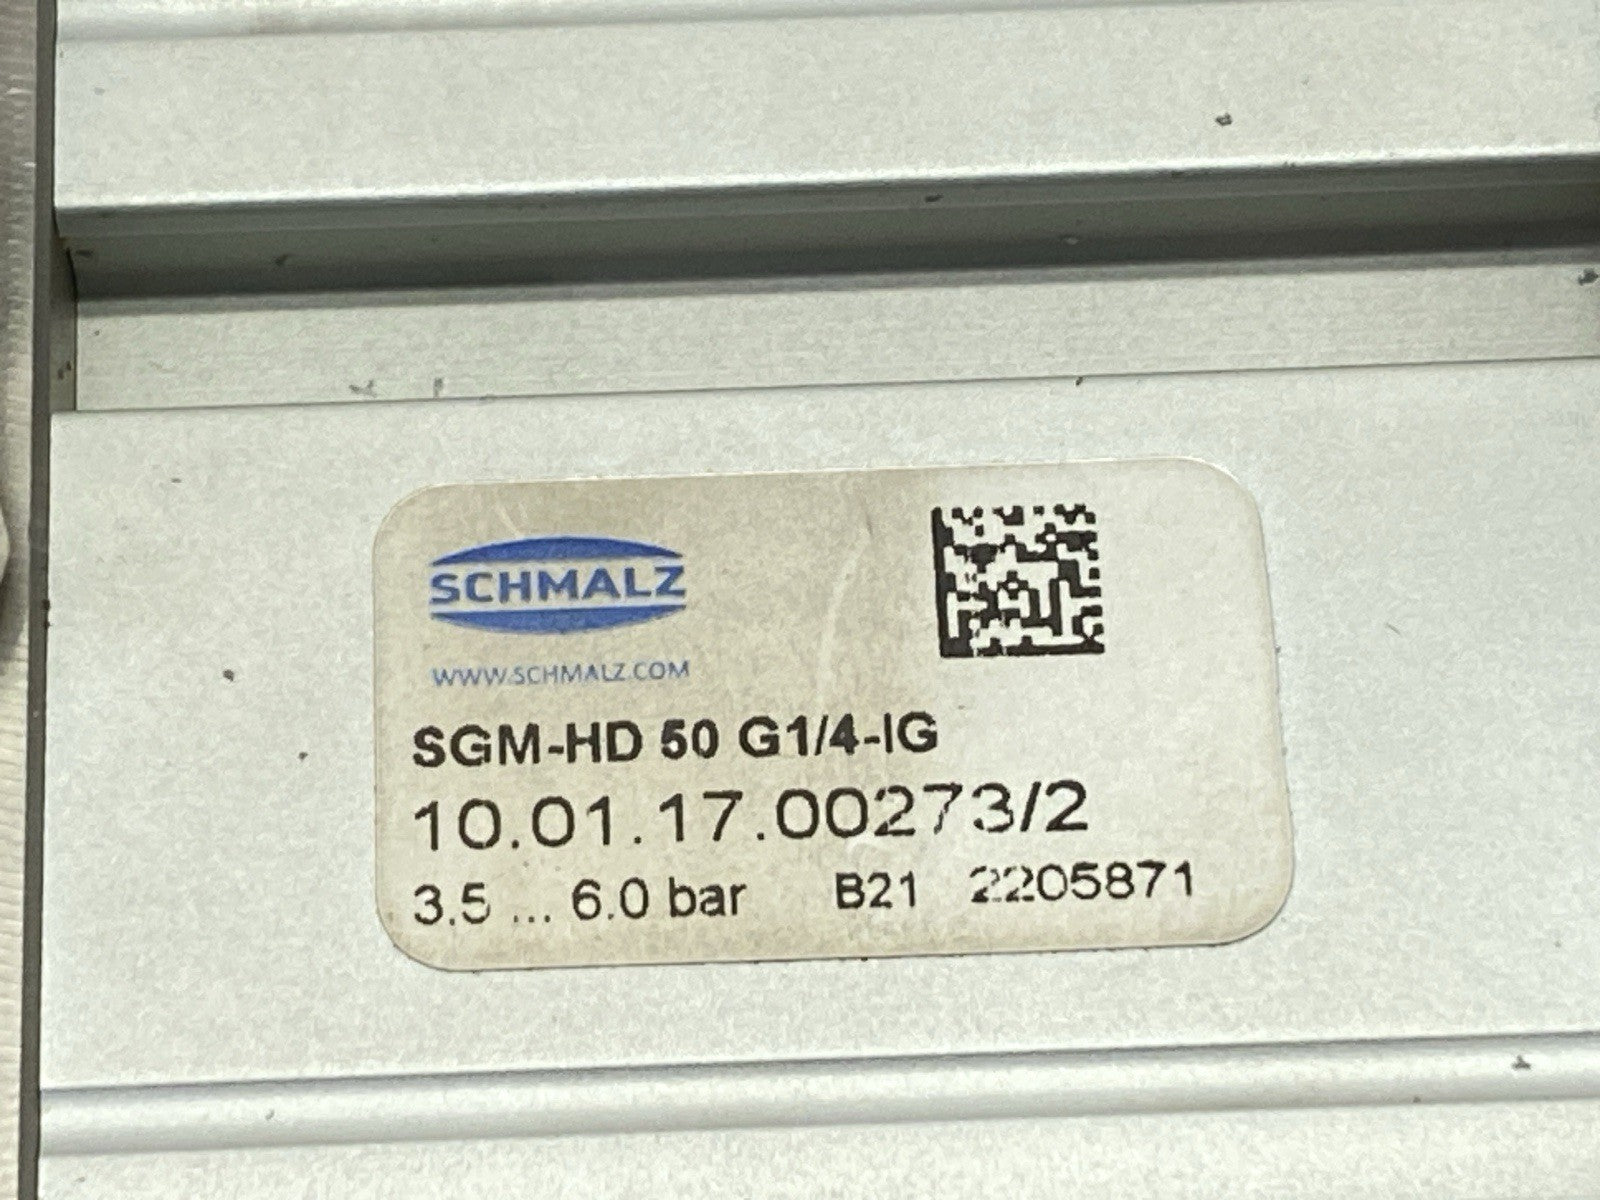 SCHMALZ
WWW.SCHMALZ.COM
SGM-HD 50 G1/4-IG
10.01.17.00273/2
3.5 ... 6.0 bar B21 2205871